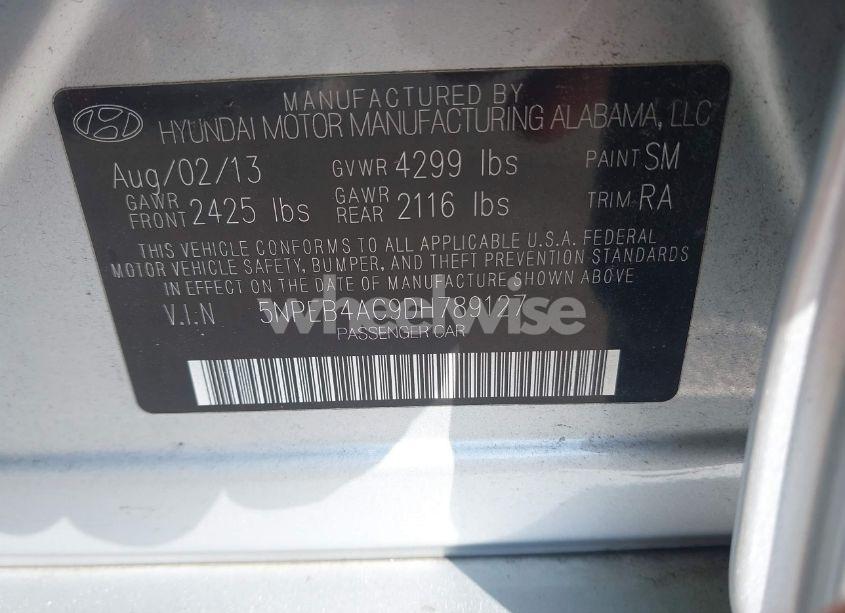 MANUFACTURED BY
HYUNDAI MOTOR MANUFACTURING ALABAMA, LLC
Aug/02/13 GVWR 4299 lbs PAINT SM
GAWR FRONT 2425 lbs GAWR REAR 2116 lbs TRIM RA
THIS VEHICLE CONFORMS TO ALL APPLICABLE U.S.A. FEDERAL
MOTOR VEHICLE SAFETY, BUMPER, AND THEFT PREVENTION STANDARDS
IN EFFECT ON THE DATE OF MANUFACTURE SHOWN ABOVE
V.I.N 5NPEB4AC9DH789127
wheelwise
PASSENGER CAR